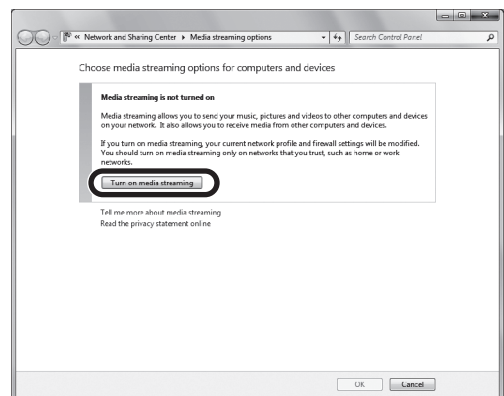 « Network and Sharing Center ▸ Media streaming options
Search Control Panel
Choose media streaming options for computers and devices
Media streaming is not turned on
Media streaming allows you to send your music, pictures and videos to other computers and devices
on your network. It also allows you to receive media from other computers and devices.
If you turn on media streaming, your current network profile and firewall settings will be modified.
You should turn on media streaming only on networks that you trust, such as home or work
networks.
Turn on media streaming
Tell me more about media streaming
Read the privacy statement online
OK
Cancel